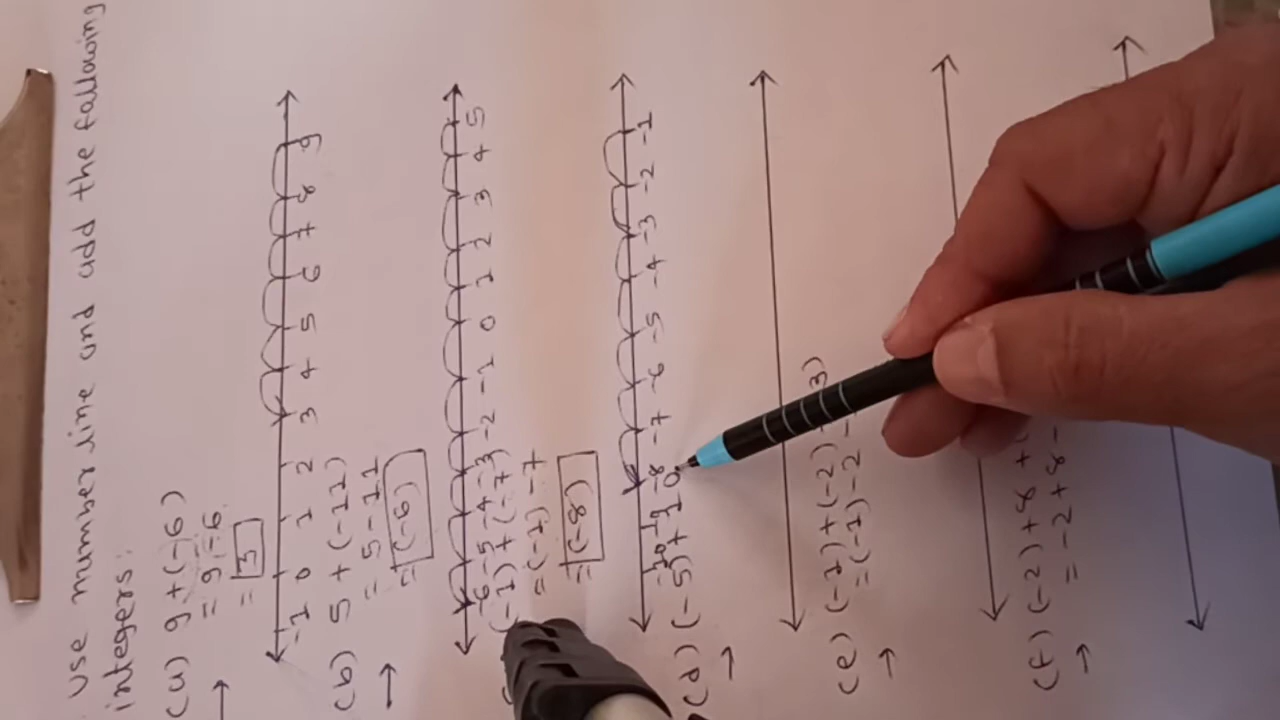 use number line and add the following
integers:
(a) 9+(-6)
= 9-6
= 3
-1 0 1 2 3 4 5 6 7 8 9
(b) 5+(-11)
= 5-11
= (-6)
-6 -5 -4 -3 -2 -1 0 1 2 3 4 5
(-1)+(-7)
= (-1) -7
= (-8)
-10 -9 -8 -7 -6 -5 -4 -3 -2 -1
(d) (-5)+10
(e) (-1)+(-2)
= (-1)-2
(f) (-2)+8+(
= -2+8-